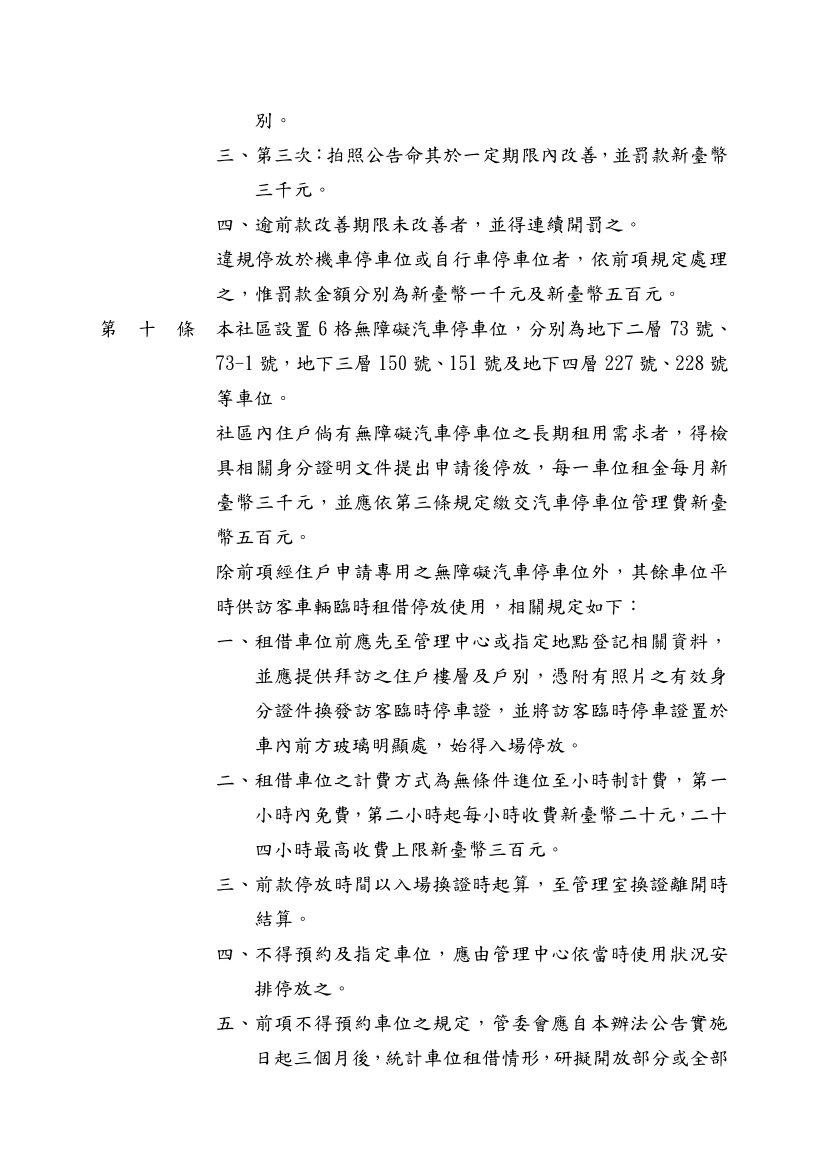 別。
三、第三次：拍照公告命其於一定期限內改善，並罰款新臺幣
三千元。
四、逾前款改善期限未改善者，並得連續開罰之。
違規停放於機車停車位或自行車停車位者，依前項規定處理
之，惟罰款金額分別為新臺幣一千元及新臺幣五百元。
第　十　條　本社區設置 6 格無障礙汽車停車位，分別為地下二層 73 號、
73-1 號，地下三層 150 號、151 號及地下四層 227 號、228 號
等車位。
社區內住戶倘有無障礙汽車停車位之長期租用需求者，得檢
具相關身分證明文件提出申請後停放，每一車位租金每月新
臺幣三千元，並應依第三條規定繳交汽車停車位管理費新臺
幣五百元。
除前項經住戶申請專用之無障礙汽車停車位外，其餘車位平
時供訪客車輛臨時租借停放使用，相關規定如下：
一、租借車位前應先至管理中心或指定地點登記相關資料，
並應提供拜訪之住戶樓層及戶別，憑附有照片之有效身
分證件換發訪客臨時停車證，並將訪客臨時停車證置於
車內前方玻璃明顯處，始得入場停放。
二、租借車位之計費方式為無條件進位至小時制計費，第一
小時內免費，第二小時起每小時收費新臺幣二十元，二十
四小時最高收費上限新臺幣三百元。
三、前款停放時間以入場換證時起算，至管理室換證離開時
結算。
四、不得預約及指定車位，應由管理中心依當時使用狀況安
排停放之。
五、前項不得預約車位之規定，管委會應自本辦法公告實施
日起三個月後，統計車位租借情形，研擬開放部分或全部